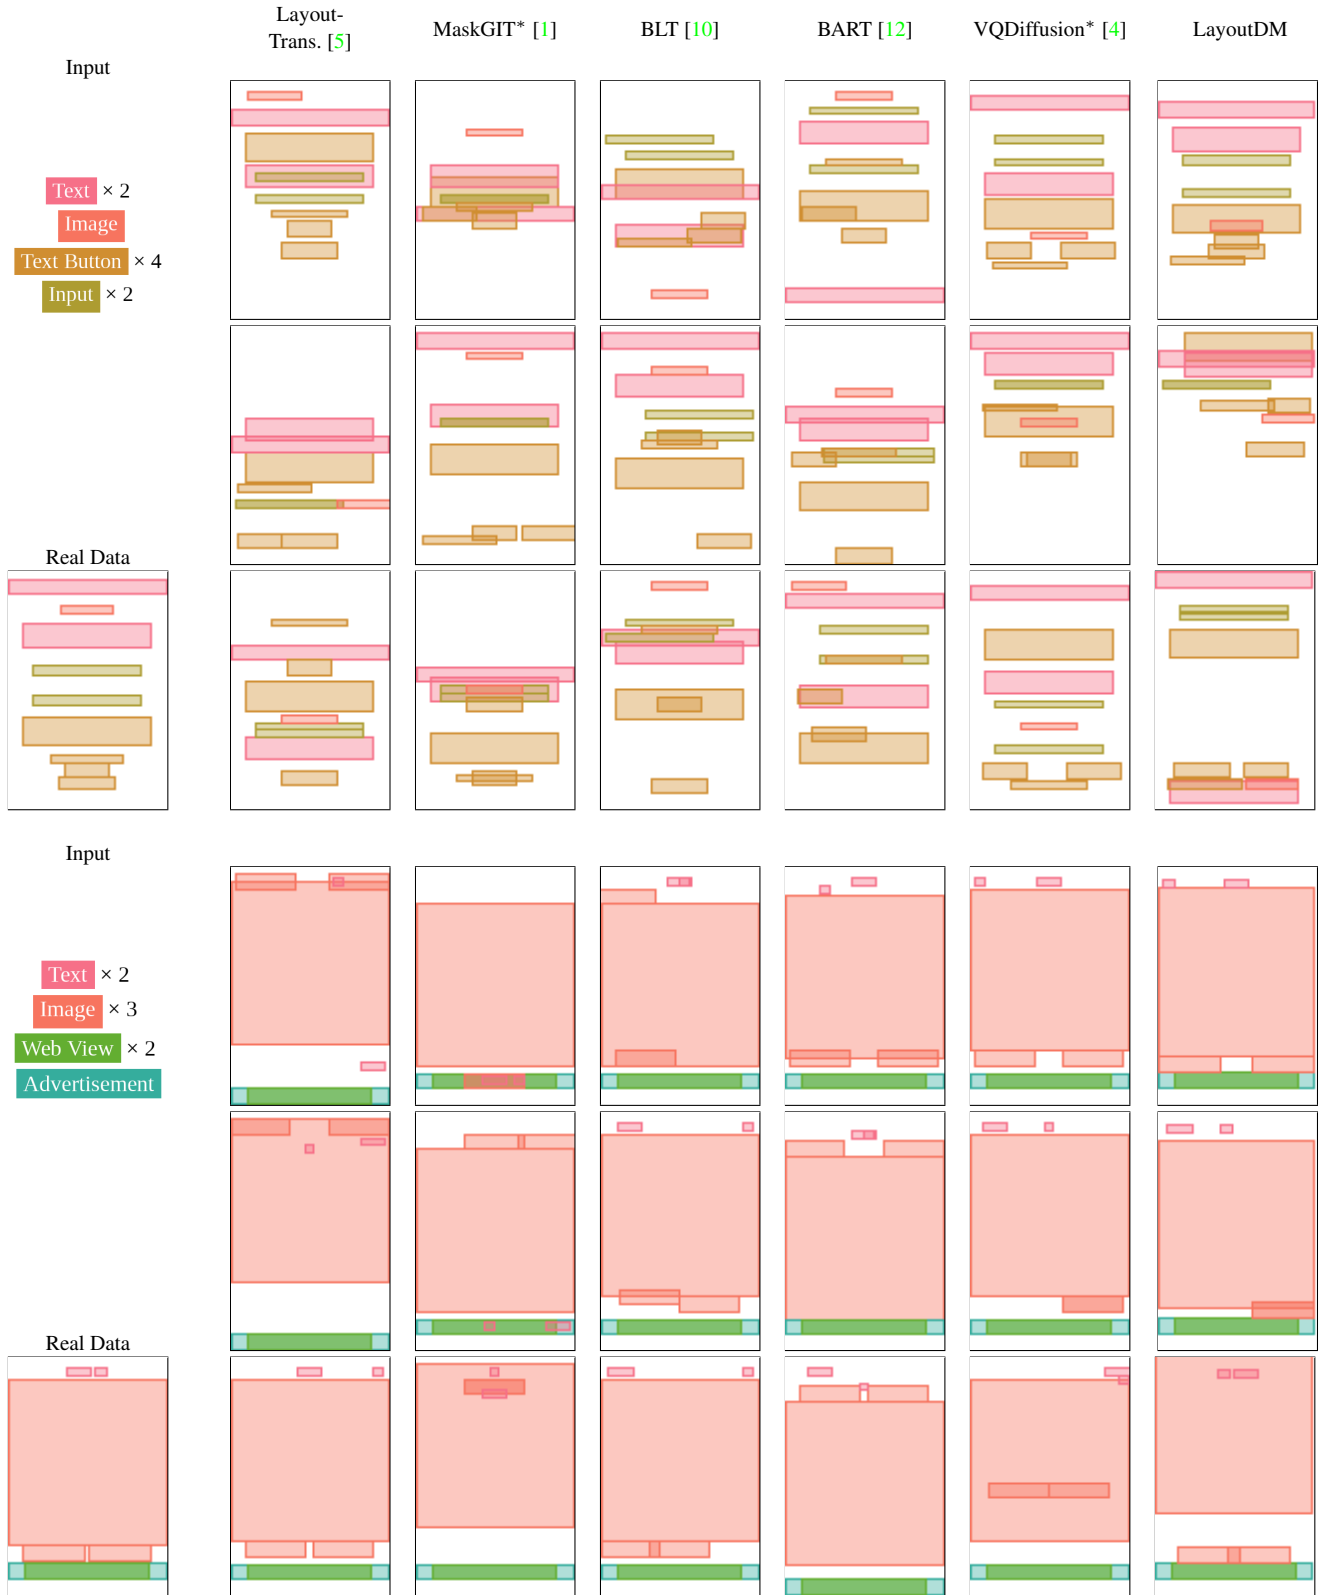 Layout-
Trans. [5]
MaskGIT* [1]
BLT [10]
BART [12]
VQDiffusion* [4]
LayoutDM
Input
Text × 2
Image
Text Button × 4
Input × 2
Real Data
Input
Text × 2
Image × 3
Web View × 2
Advertisement
Real Data